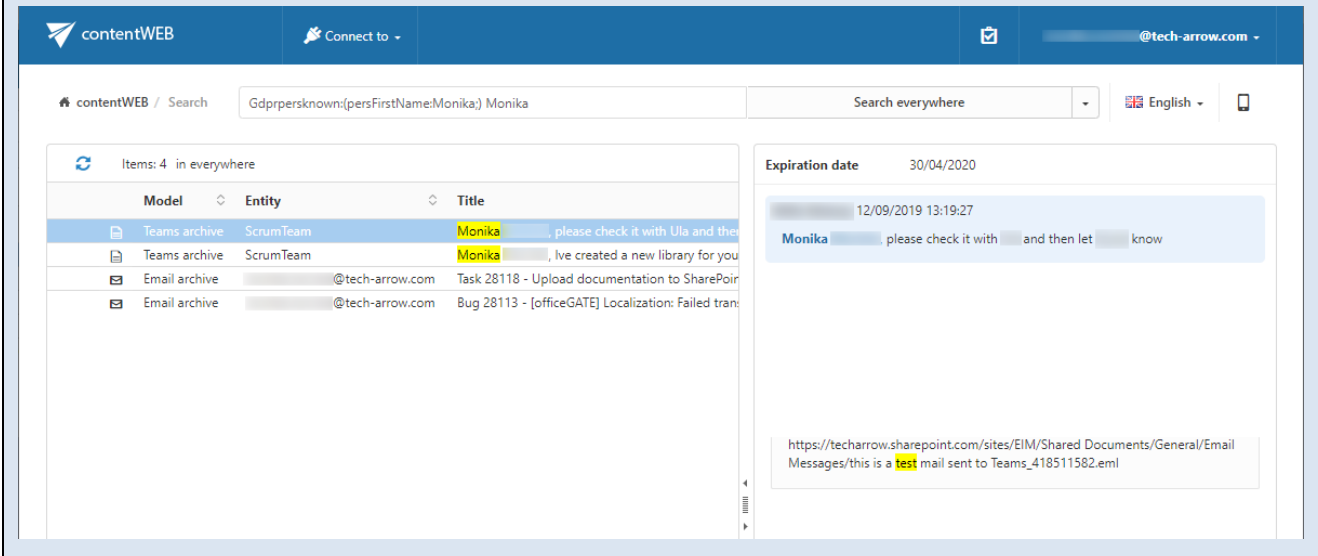 contentWEB
Connect to
@tech-arrow.com
contentWEB / Search
Gdprpersknown:(persFirstName:Monika;) Monika
Search everywhere
English
Items: 4 in everywhere
Model Entity Title
Teams archive ScrumTeam Monika , please check it with Ula and then
Teams archive ScrumTeam Monika , Ive created a new library for you
Email archive @tech-arrow.com Task 28118 - Upload documentation to SharePoin
Email archive @tech-arrow.com Bug 28113 - [officeGATE] Localization: Failed trans
Expiration date 30/04/2020
12/09/2019 13:19:27
Monika , please check it with and then let know
https://techarrow.sharepoint.com/sites/EIM/Shared Documents/General/Email
Messages/this is a test mail sent to Teams_418511582.eml